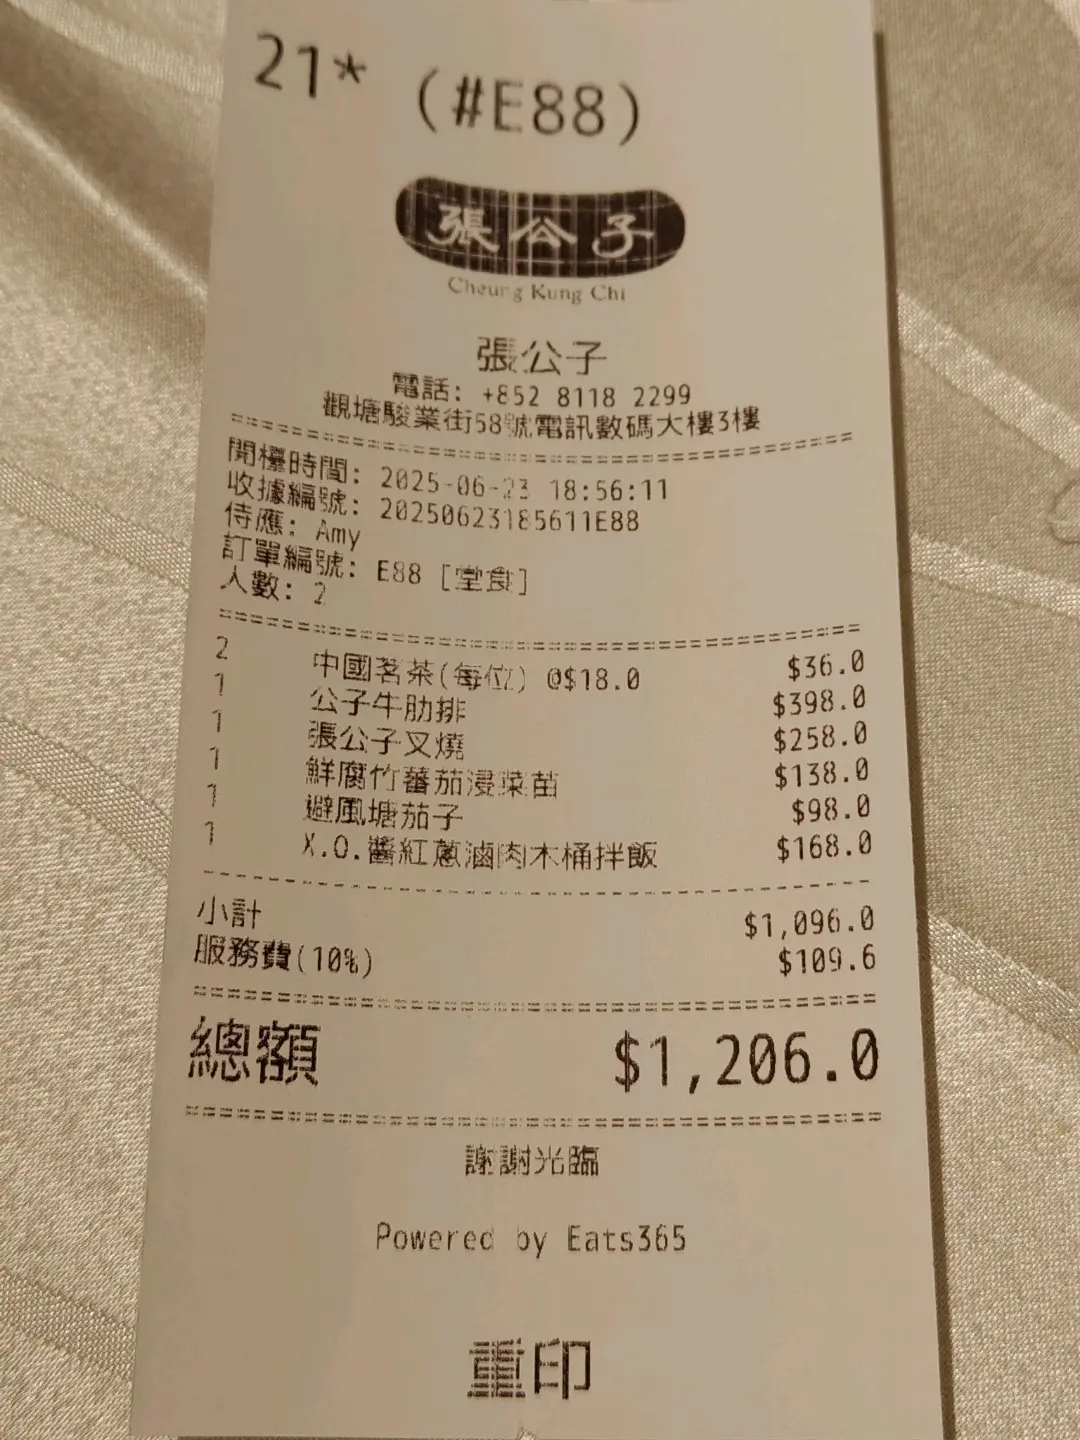 21* (#E88)
張公子
Cheung Kung Chi
張公子
電話: +852 8118 2299
觀塘駿業街58號電訊數碼大樓3樓
開檯時間: 2025-06-23 18:56:11
收據編號: 20250623185611E88
侍應: Amy
訂單編號: E88 [堂食]
人數: 2
2 中國茗茶(每位) @$18.0 $36.0
1 公子牛肋排 $398.0
1 張公子叉燒 $258.0
1 鮮腐竹蕃茄浸菜苗 $138.0
1 避風塘茄子 $98.0
1 X.O.醬紅蔥滷肉木桶拌飯 $168.0
小計 $1,096.0
服務費(10%) $109.6
總額 $1,206.0
謝謝光臨
Powered by Eats365
重印